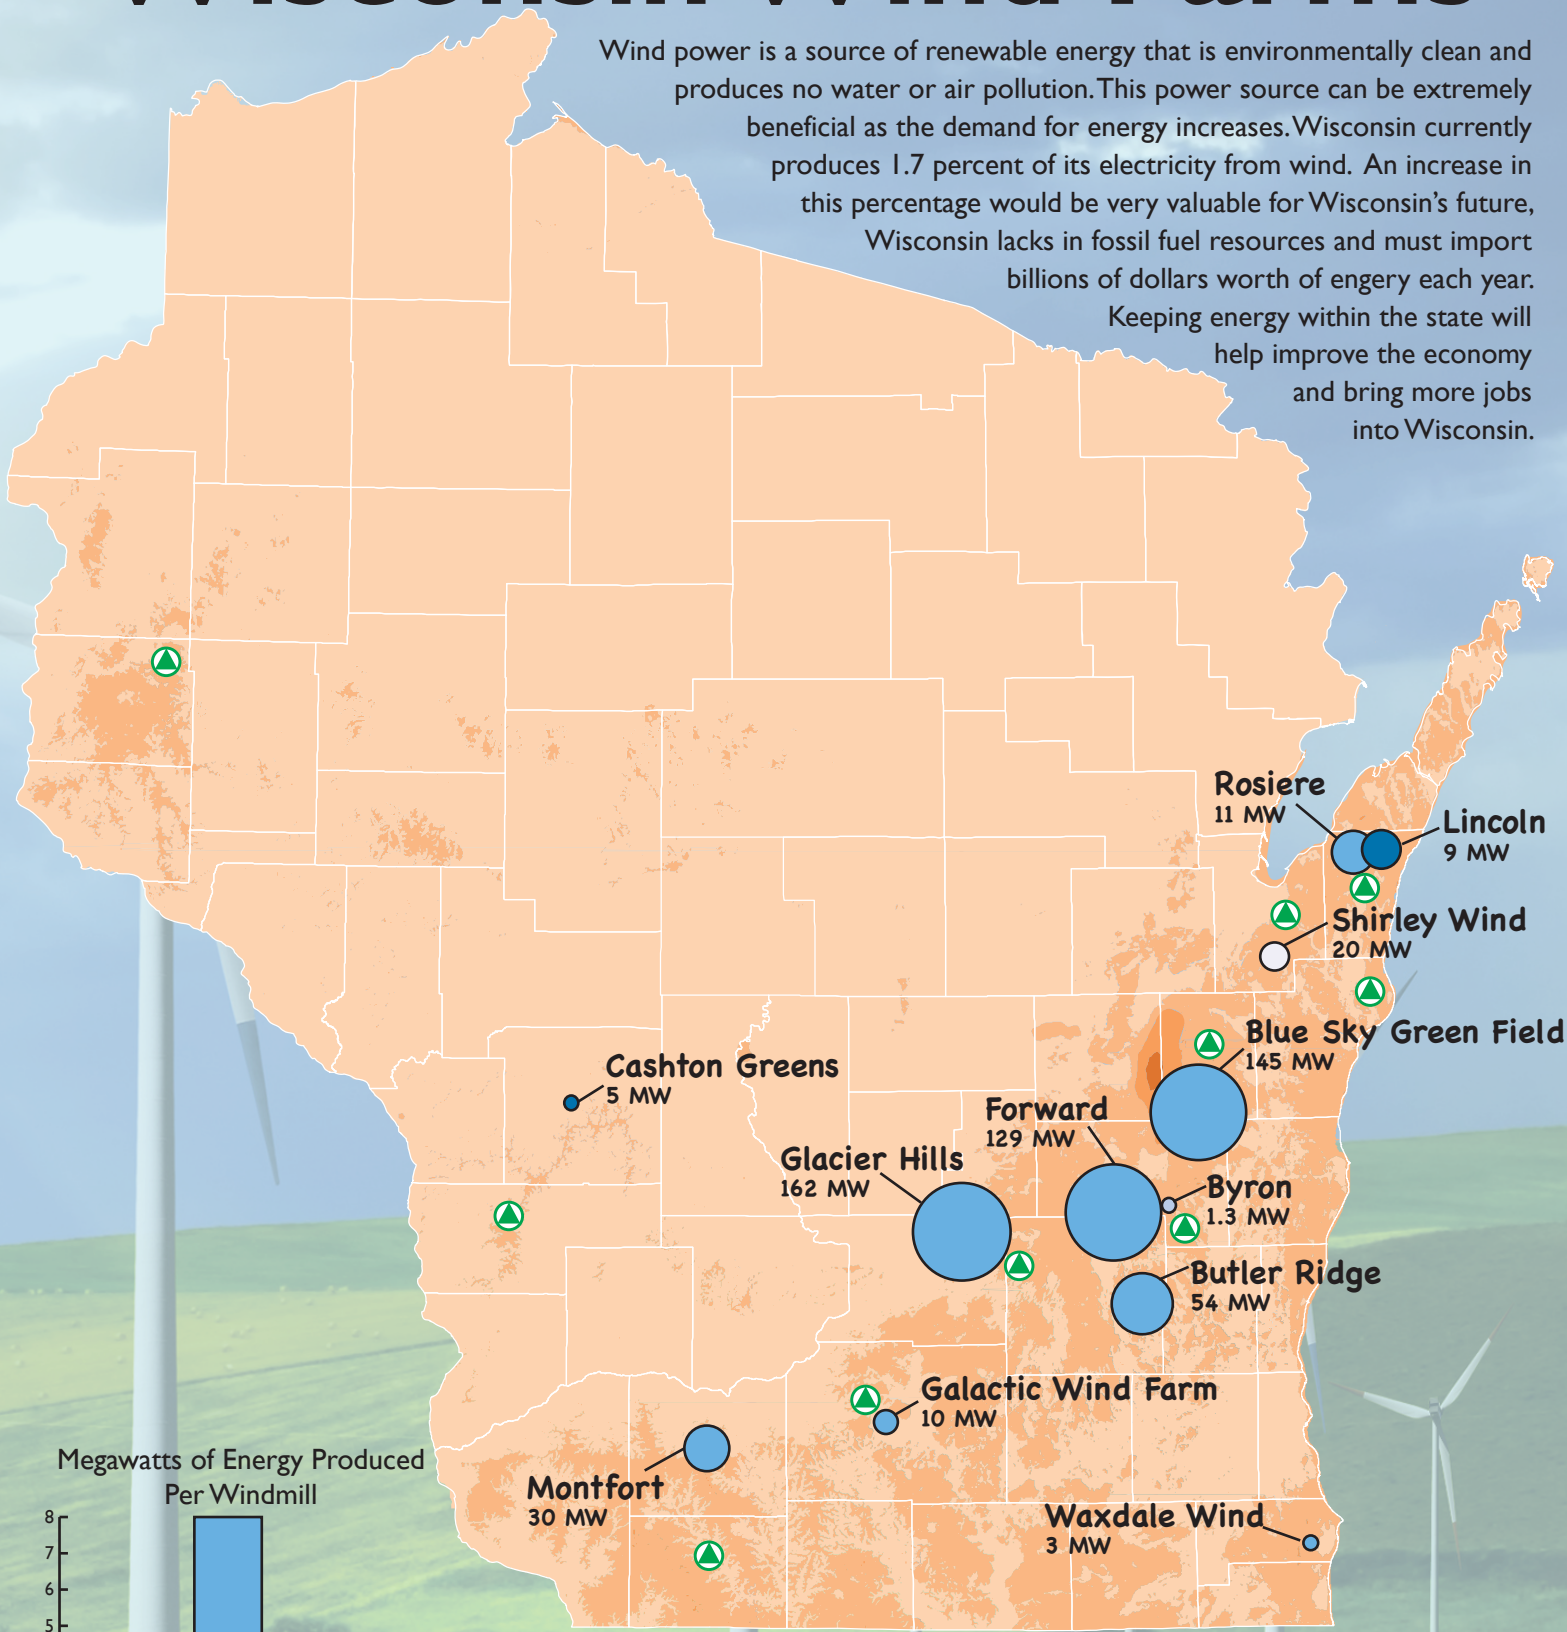 Wisconsin Wind Farms
Wind power is a source of renewable energy that is environmentally clean and
produces no water or air pollution. This power source can be extremely
beneficial as the demand for energy increases. Wisconsin currently
produces 1.7 percent of its electricity from wind. An increase in
this percentage would be very valuable for Wisconsin's future,
Wisconsin lacks in fossil fuel resources and must import
billions of dollars worth of engery each year.
Keeping energy within the state will
help improve the economy
and bring more jobs
into Wisconsin.
Rosiere
11 MW
Lincoln
9 MW
Shirley Wind
20 MW
Blue Sky Green Field
145 MW
Cashton Greens
5 MW
Forward
129 MW
Glacier Hills
162 MW
Byron
1.3 MW
Butler Ridge
54 MW
Galactic Wind Farm
10 MW
Montfort
30 MW
Waxdale Wind
3 MW
Megawatts of Energy Produced
Per Windmill
8
7
6
5